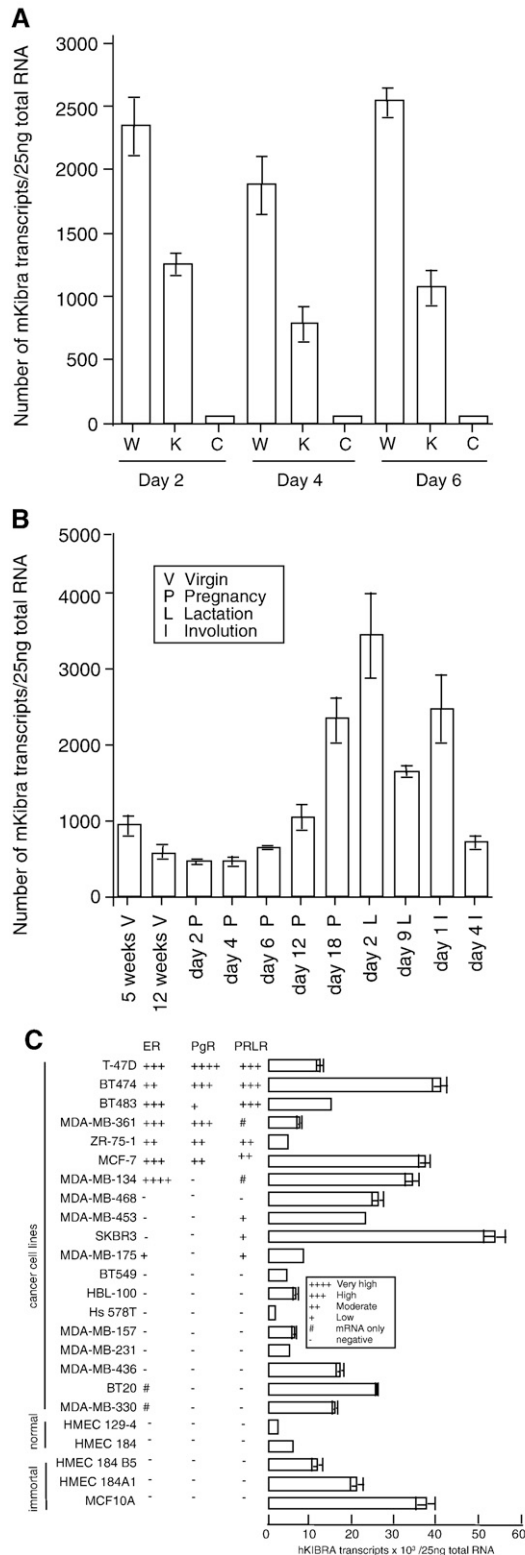 A
Number of mKibra transcripts/25ng total RNA
3000
2500
2000
1500
1000
500
0
W K C W K C W K C
Day 2 Day 4 Day 6
B
Number of mKibra transcripts/25ng total RNA
5000
4000
3000
2000
1000
0
V Virgin
P Pregnancy
L Lactation
I Involution
5 weeks V
12 weeks V
day 2 P
day 4 P
day 6 P
day 12 P
day 18 P
day 2 L
day 9 L
day 1 I
day 4 I
C
ER PgR PRLR
cancer cell lines
T-47D +++ ++++ +++
BT474 ++ +++ +++
BT483 +++ + +++
MDA-MB-361 +++ +++ #
ZR-75-1 ++ ++ ++
MCF-7 +++ ++ ++
MDA-MB-134 ++++ - #
MDA-MB-468 - - -
MDA-MB-453 - - +
SKBR3 - - +
MDA-MB-175 + - +
BT549 - - -
HBL-100 - - -
Hs 578T - - -
MDA-MB-157 - - -
MDA-MB-231 - - -
MDA-MB-436 - - -
BT20 # - -
MDA-MB-330 # - -
normal
HMEC 129-4 - - -
HMEC 184 - - -
immortal
HMEC 184 B5 - - -
HMEC 184A1 - - -
MCF10A - - -
++++ Very high
+++ High
++ Moderate
+ Low
# mRNA only
- negative
0 10 20 30 40 50 60
hKIBRA transcripts x 10³ /25ng total RNA